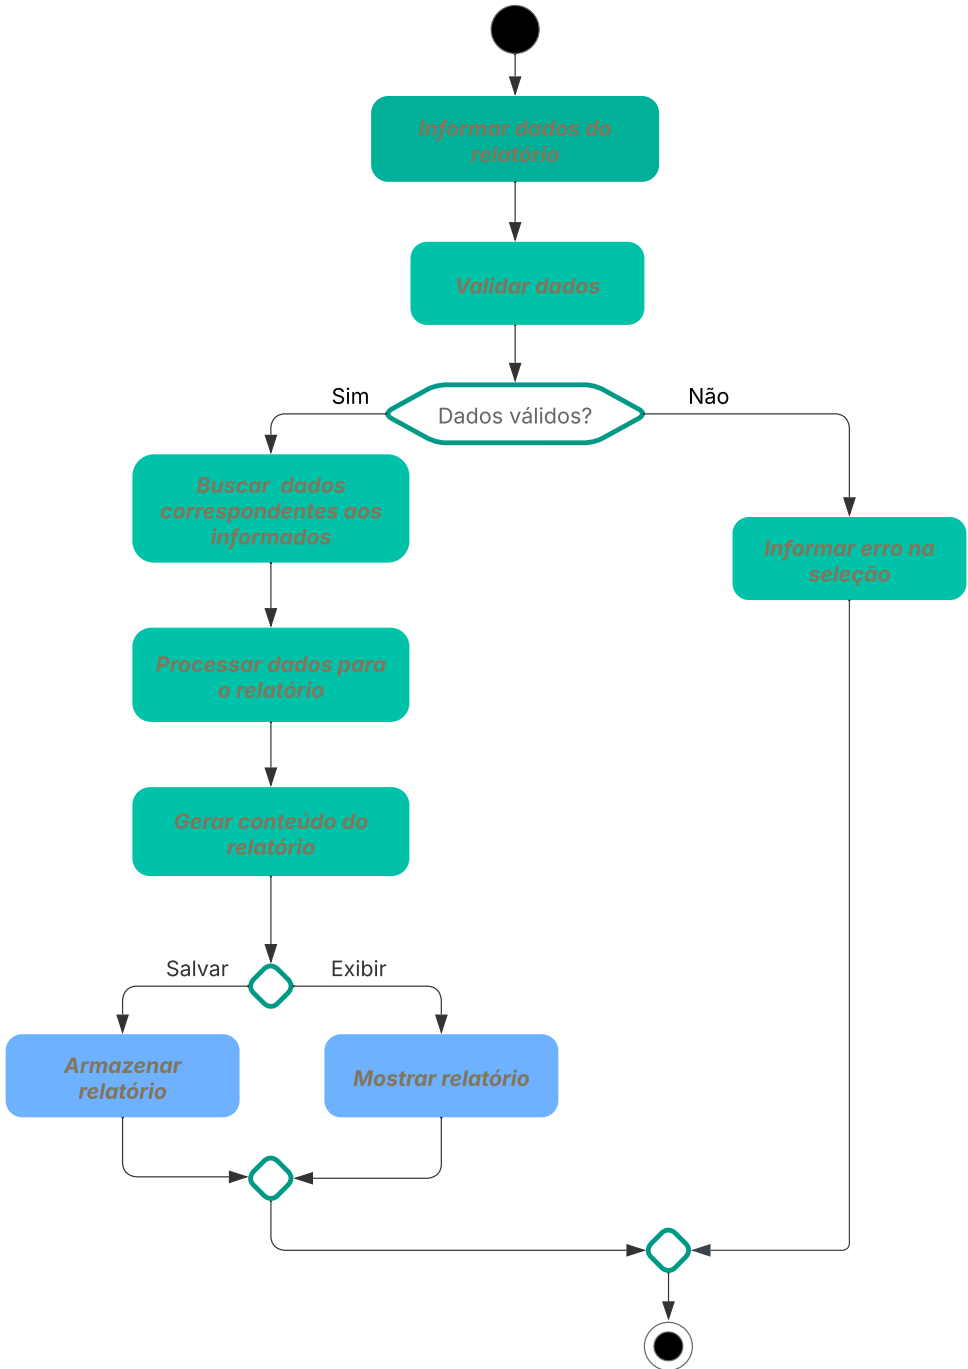 Informar dados do
relatório
Validar dados
Sim
Dados válidos?
Não
Buscar  dados
correspondentes aos
informados
Informar erro na
seleção
Processar dados para
o relatório
Gerar conteúdo do
relatório
Salvar
Exibir
Armazenar
relatório
Mostrar relatório